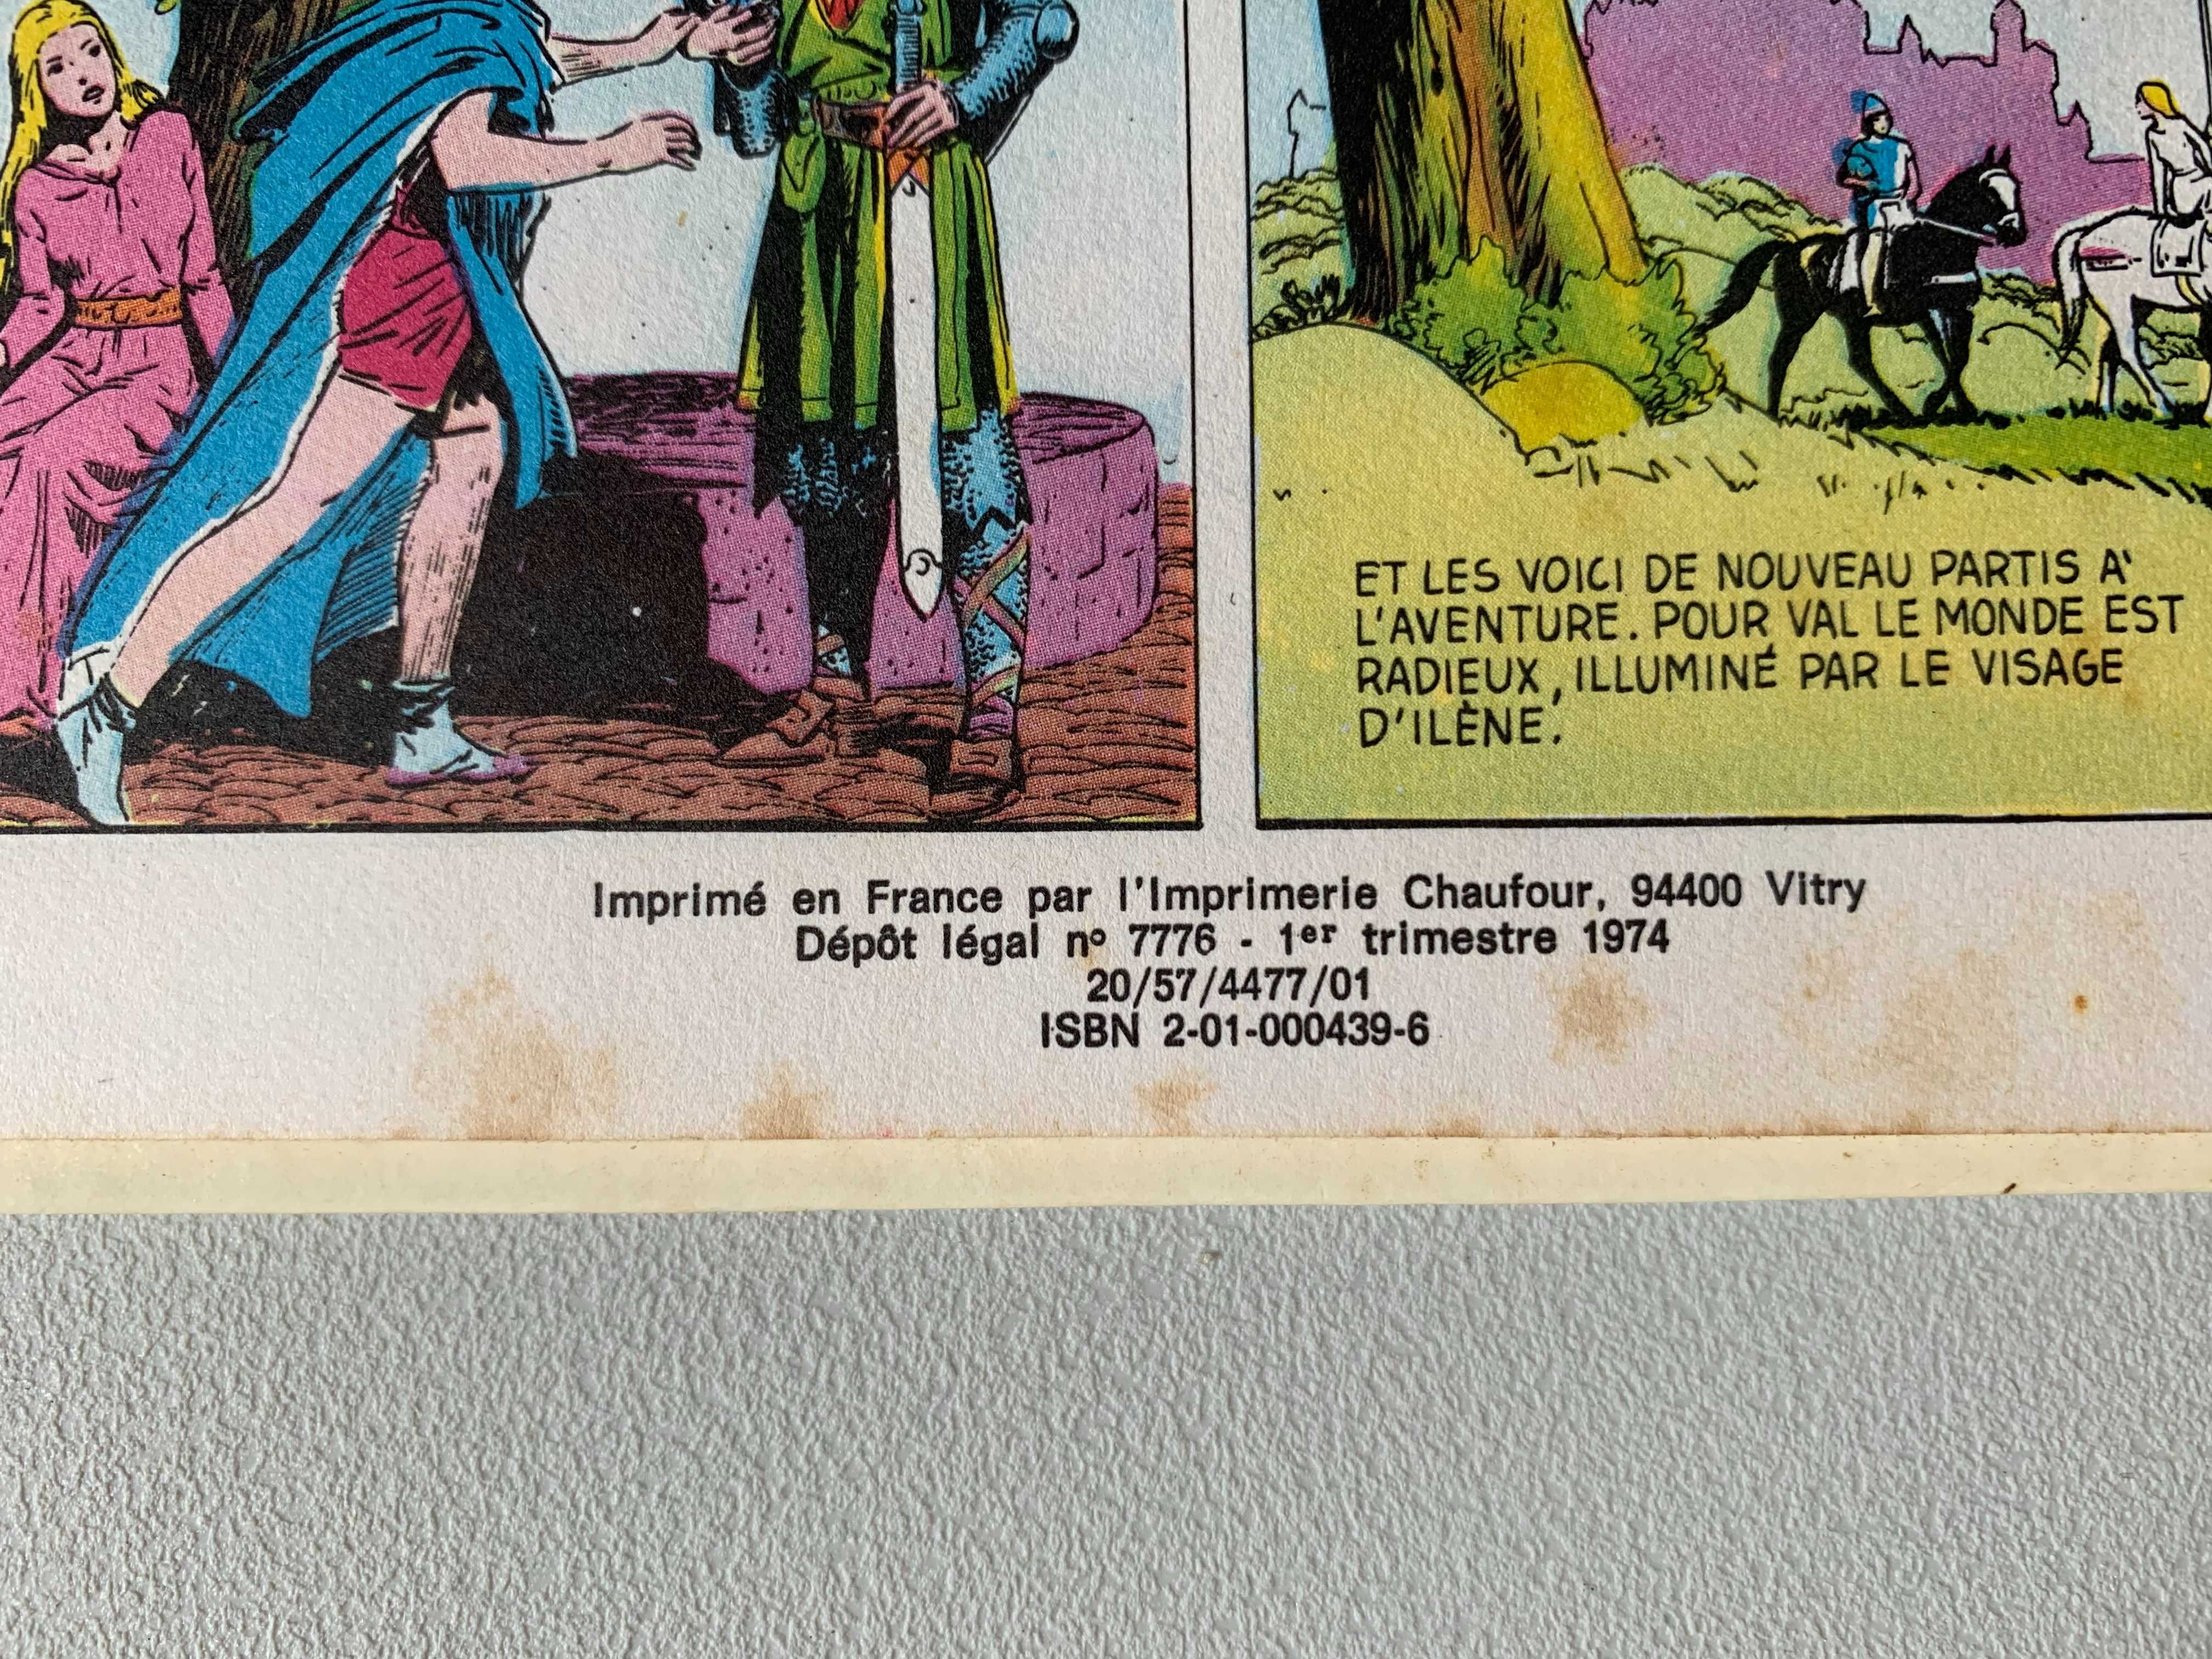 ET LES VOICI DE NOUVEAU PARTIS A'
L'AVENTURE. POUR VAL LE MONDE EST
RADIEUX, ILLUMINÉ PAR LE VISAGE
D'ILÈNE.
Imprimé en France par l'Imprimerie Chaufour, 94400 Vitry
Dépôt légal nº 7776 - 1er trimestre 1974
20/57/4477/01
ISBN 2-01-000439-6